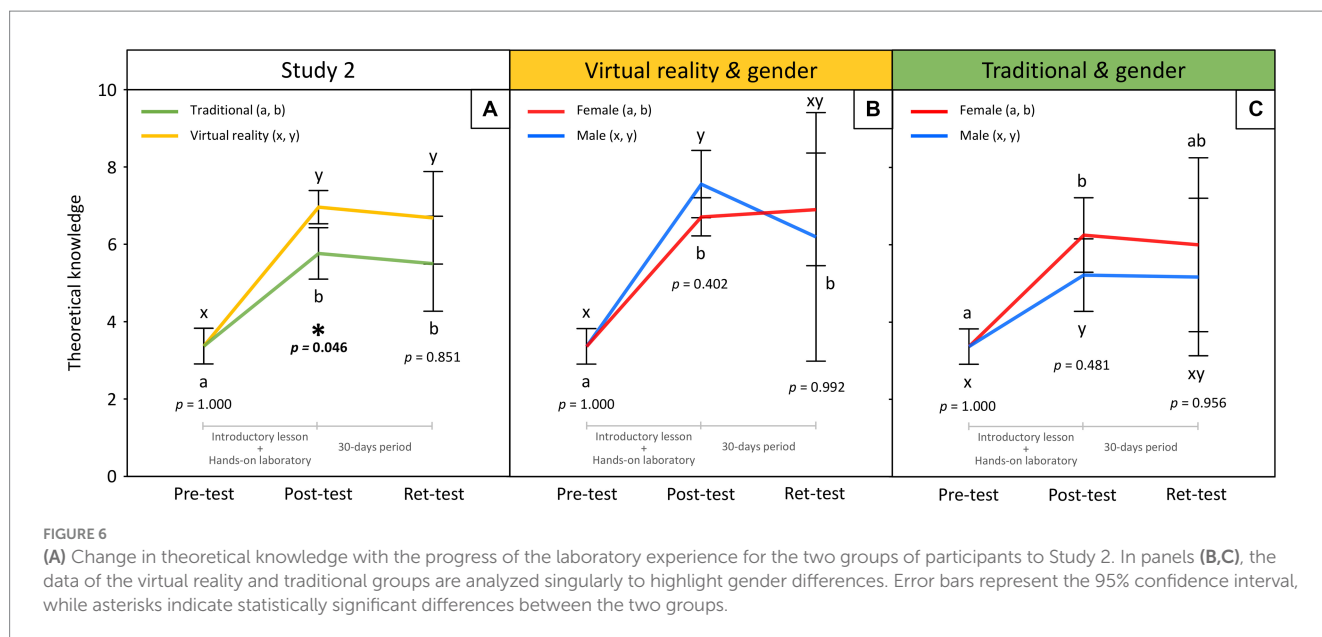 Study 2
Virtual reality & gender
Traditional & gender
Theoretical knowledge
10
8
6
4
2
0
Traditional (a, b)
Virtual reality (x, y)
A
x
a
p = 1.000
y
b
*
p = 0.046
y
b
p = 0.851
Introductory lesson
+
Hands-on laboratory
30-days period
Pre-test
Post-test
Ret-test
Female (a, b)
Male (x, y)
B
x
a
p = 1.000
y
b
p = 0.402
xy
b
p = 0.992
Introductory lesson
+
Hands-on laboratory
30-days period
Pre-test
Post-test
Ret-test
Female (a, b)
Male (x, y)
C
a
x
p = 1.000
b
y
p = 0.481
ab
xy
p = 0.956
Introductory lesson
+
Hands-on laboratory
30-days period
Pre-test
Post-test
Ret-test
FIGURE 6
(A) Change in theoretical knowledge with the progress of the laboratory experience for the two groups of participants to Study 2. In panels (B,C), the
data of the virtual reality and traditional groups are analyzed singularly to highlight gender differences. Error bars represent the 95% confidence interval,
while asterisks indicate statistically significant differences between the two groups.